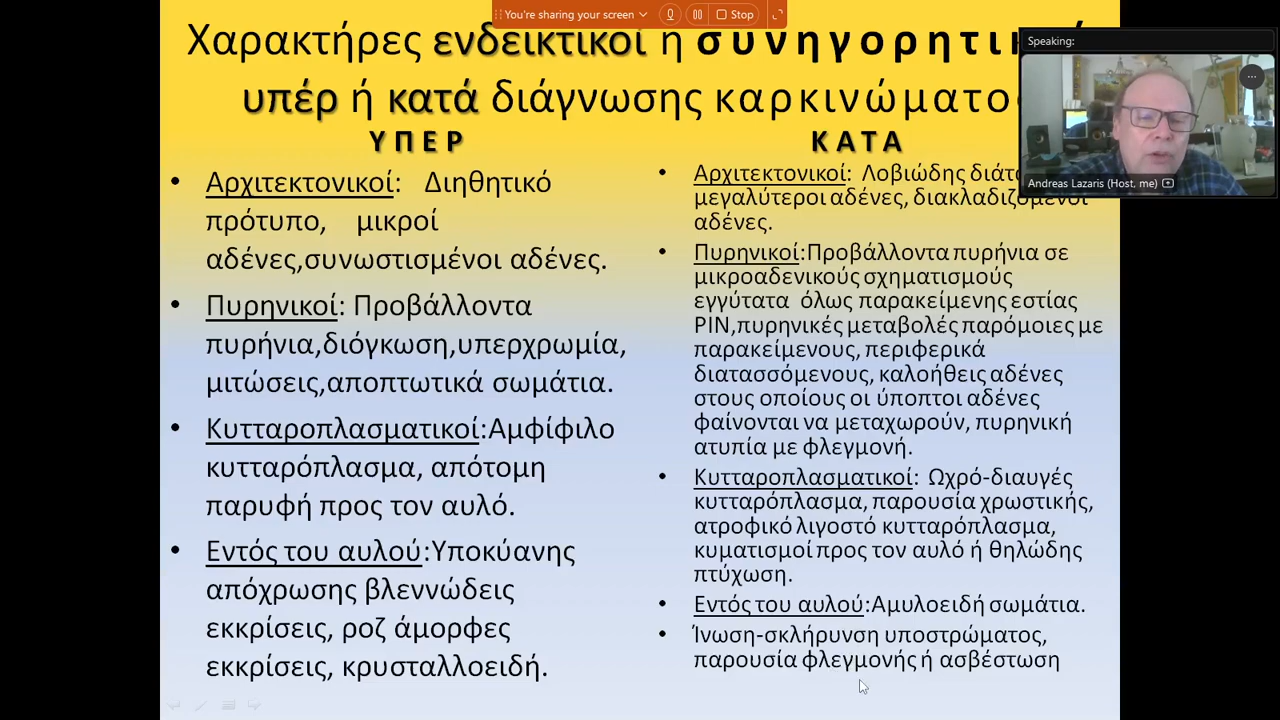 You're sharing your screen
Stop
Χαρακτήρες ενδεικτικοί ή
υπέρ ή κατά διάγνωσης
Speaking:
Andreas Lazaris (Host, me)
ΥΠΕΡ
• Αρχιτεκτονικοί: Διηθητικό
πρότυπο, μικροί
αδένες,συνωστισμένοι αδένες.
• Πυρηνικοί: Προβάλλοντα
πυρήνια,διόγκωση,υπερχρωμία,
μιτώσεις,αποπτωτικά σωμάτια.
• Κυτταροπλασματικοί:Αμφίφιλο
κυτταρόπλασμα, απότομη
παρυφή προς τον αυλό.
• Εντός του αυλού:Υποκύανης
απόχρωσης βλεννώδεις
εκκρίσεις, ροζ άμορφες
εκκρίσεις, κρυσταλλοειδή.
ΚΑΤΑ
• Αρχιτεκτονικοί: Λοβιώδης
μεγαλύτεροι αδένες, διακλαδιζόμενοι
αδένες.
• Πυρηνικοί:Προβάλλοντα πυρήνια σε
μικροαδενικούς σχηματισμούς
εγγύτατα όλως παρακείμενης εστίας
PIN,πυρηνικές μεταβολές παρόμοιες με
παρακείμενους, περιφερικά
διατασσόμενους, καλοήθεις αδένες
στους οποίους οι ύποπτοι αδένες
φαίνονται να μεταχωρούν, πυρηνική
ατυπία με φλεγμονή.
• Κυτταροπλασματικοί: Ωχρό-διαυγές
κυτταρόπλασμα, παρουσία χρωστικής,
ατροφικό λιγοστό κυτταρόπλασμα,
κυματισμοί προς τον αυλό ή θηλώδης
πτύχωση.
• Εντός του αυλού:Αμυλοειδή σωμάτια.
• Ίνωση-σκλήρυνση υποστρώματος,
παρουσία φλεγμονής ή ασβέστωση